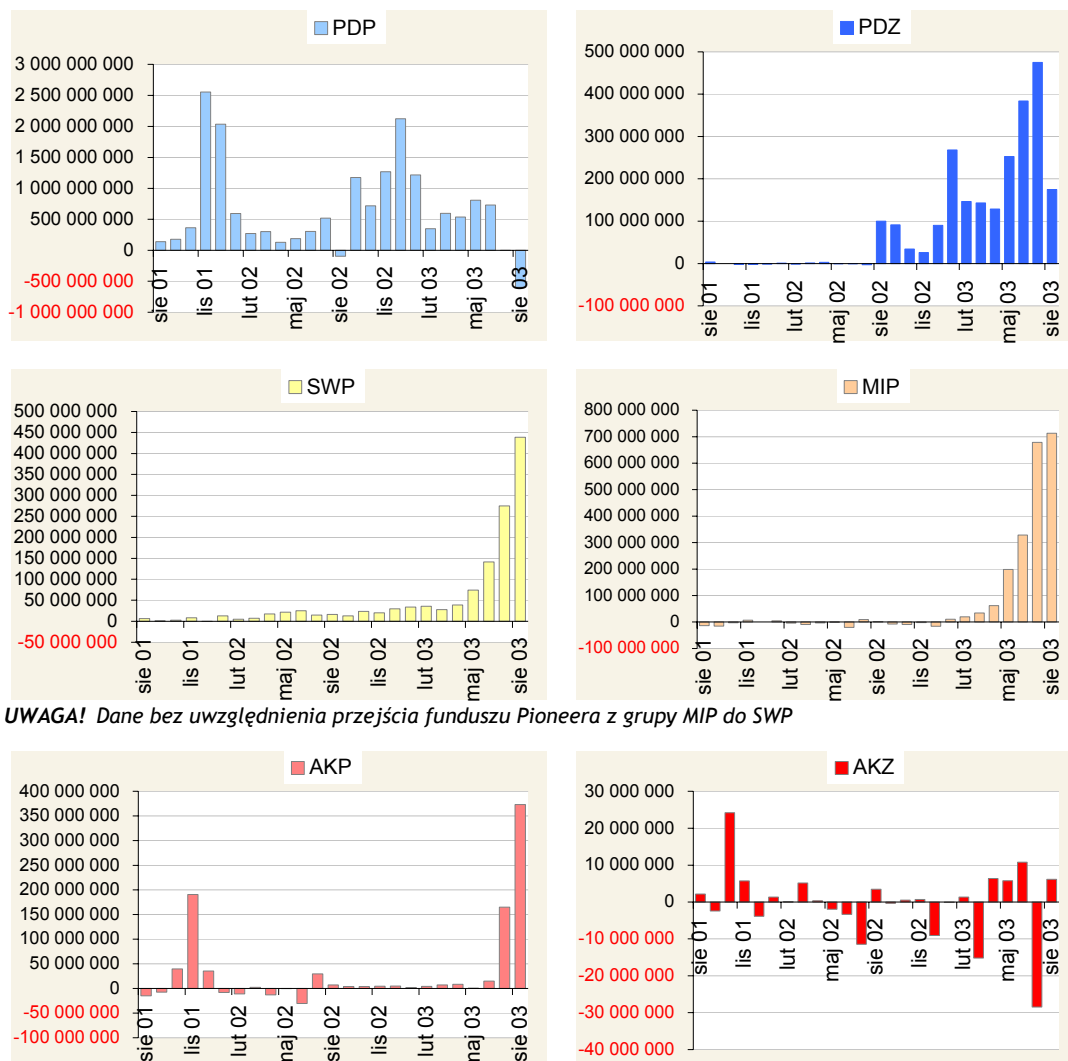 PDP
3 000 000 000
2 500 000 000
2 000 000 000
1 500 000 000
1 000 000 000
500 000 000
0
-500 000 000
-1 000 000 000
sie 01
lis 01
lut 02
maj 02
sie 02
lis 02
lut 03
maj 03
sie 03
PDZ
500 000 000
400 000 000
300 000 000
200 000 000
100 000 000
0
-100 000 000
sie 01
lis 01
lut 02
maj 02
sie 02
lis 02
lut 03
maj 03
sie 03
SWP
500 000 000
450 000 000
400 000 000
350 000 000
300 000 000
250 000 000
200 000 000
150 000 000
100 000 000
50 000 000
0
-50 000 000
sie 01
lis 01
lut 02
maj 02
sie 02
lis 02
lut 03
maj 03
sie 03
MIP
800 000 000
700 000 000
600 000 000
500 000 000
400 000 000
300 000 000
200 000 000
100 000 000
0
-100 000 000
sie 01
lis 01
lut 02
maj 02
sie 02
lis 02
lut 03
maj 03
sie 03
UWAGA! Dane bez uwzględnienia przejścia funduszu Pioneera z grupy MIP do SWP
AKP
400 000 000
350 000 000
300 000 000
250 000 000
200 000 000
150 000 000
100 000 000
50 000 000
0
-50 000 000
-100 000 000
sie 01
lis 01
lut 02
maj 02
sie 02
lis 02
lut 03
maj 03
sie 03
AKZ
30 000 000
20 000 000
10 000 000
0
-10 000 000
-20 000 000
-30 000 000
-40 000 000
sie 01
lis 01
lut 02
maj 02
sie 02
lis 02
lut 03
maj 03
sie 03